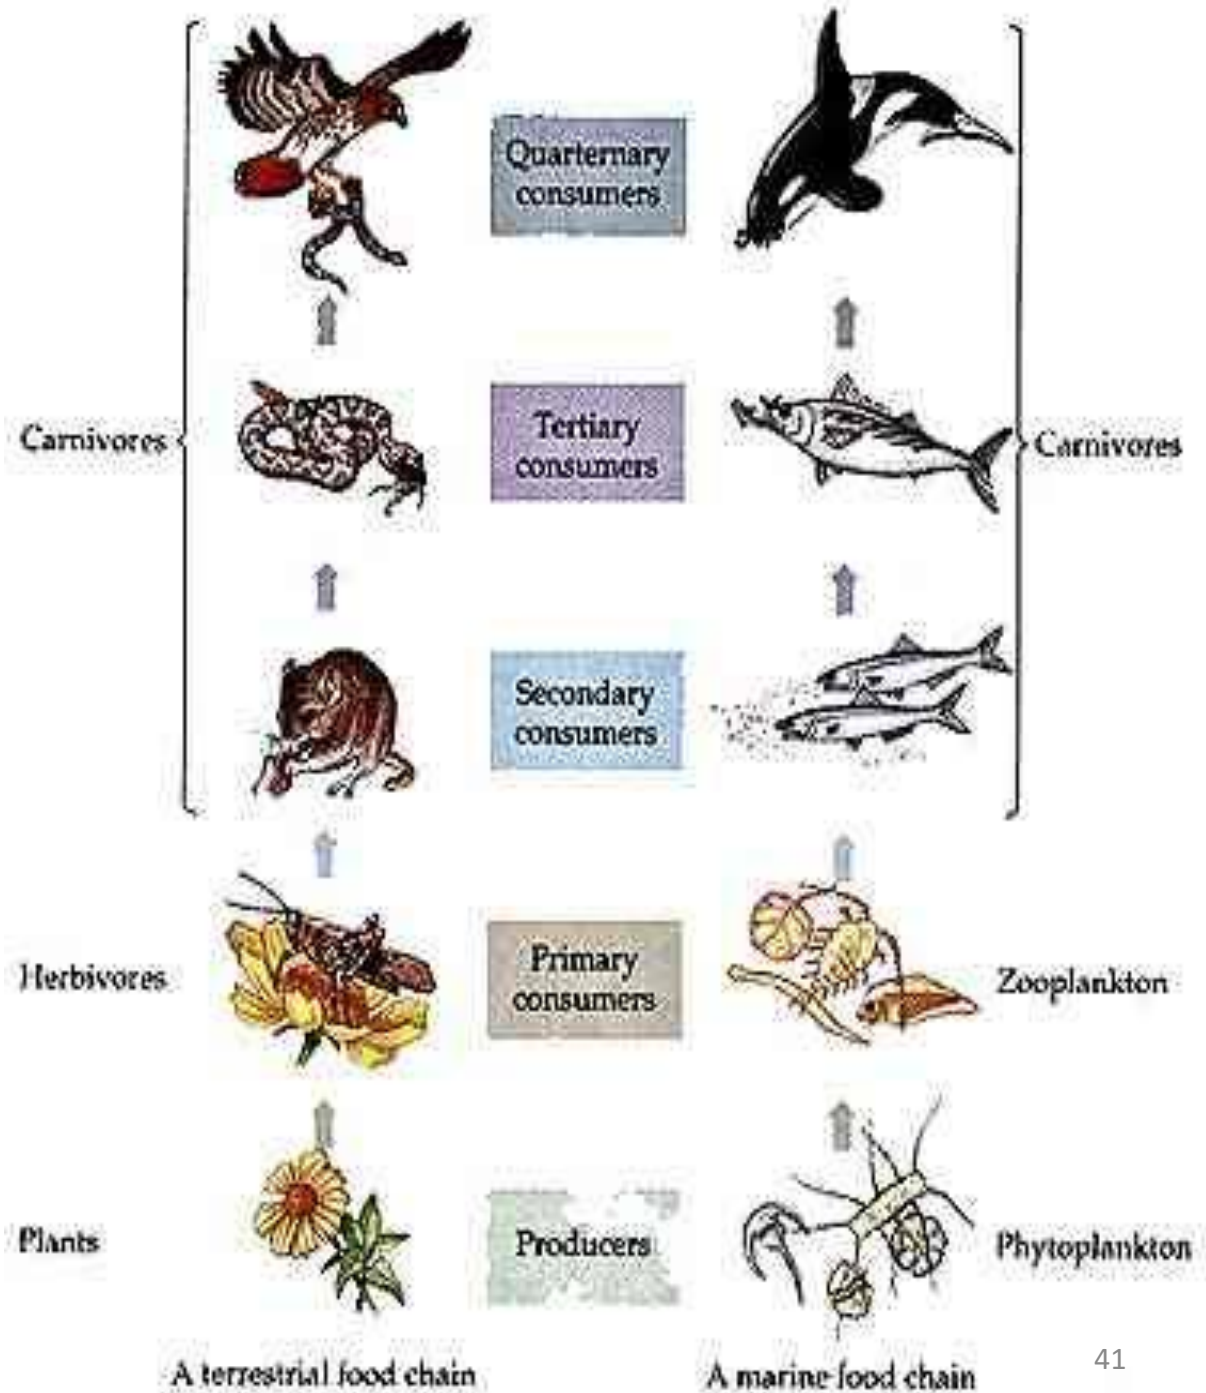 Quarternary
consumers
Carnivores
Tertiary
consumers
Carnivores
Secondary
consumers
Herbivores
Primary
consumers
Zooplankton
Plants
Producers
Phytoplankton
A terrestrial food chain
A marine food chain
41